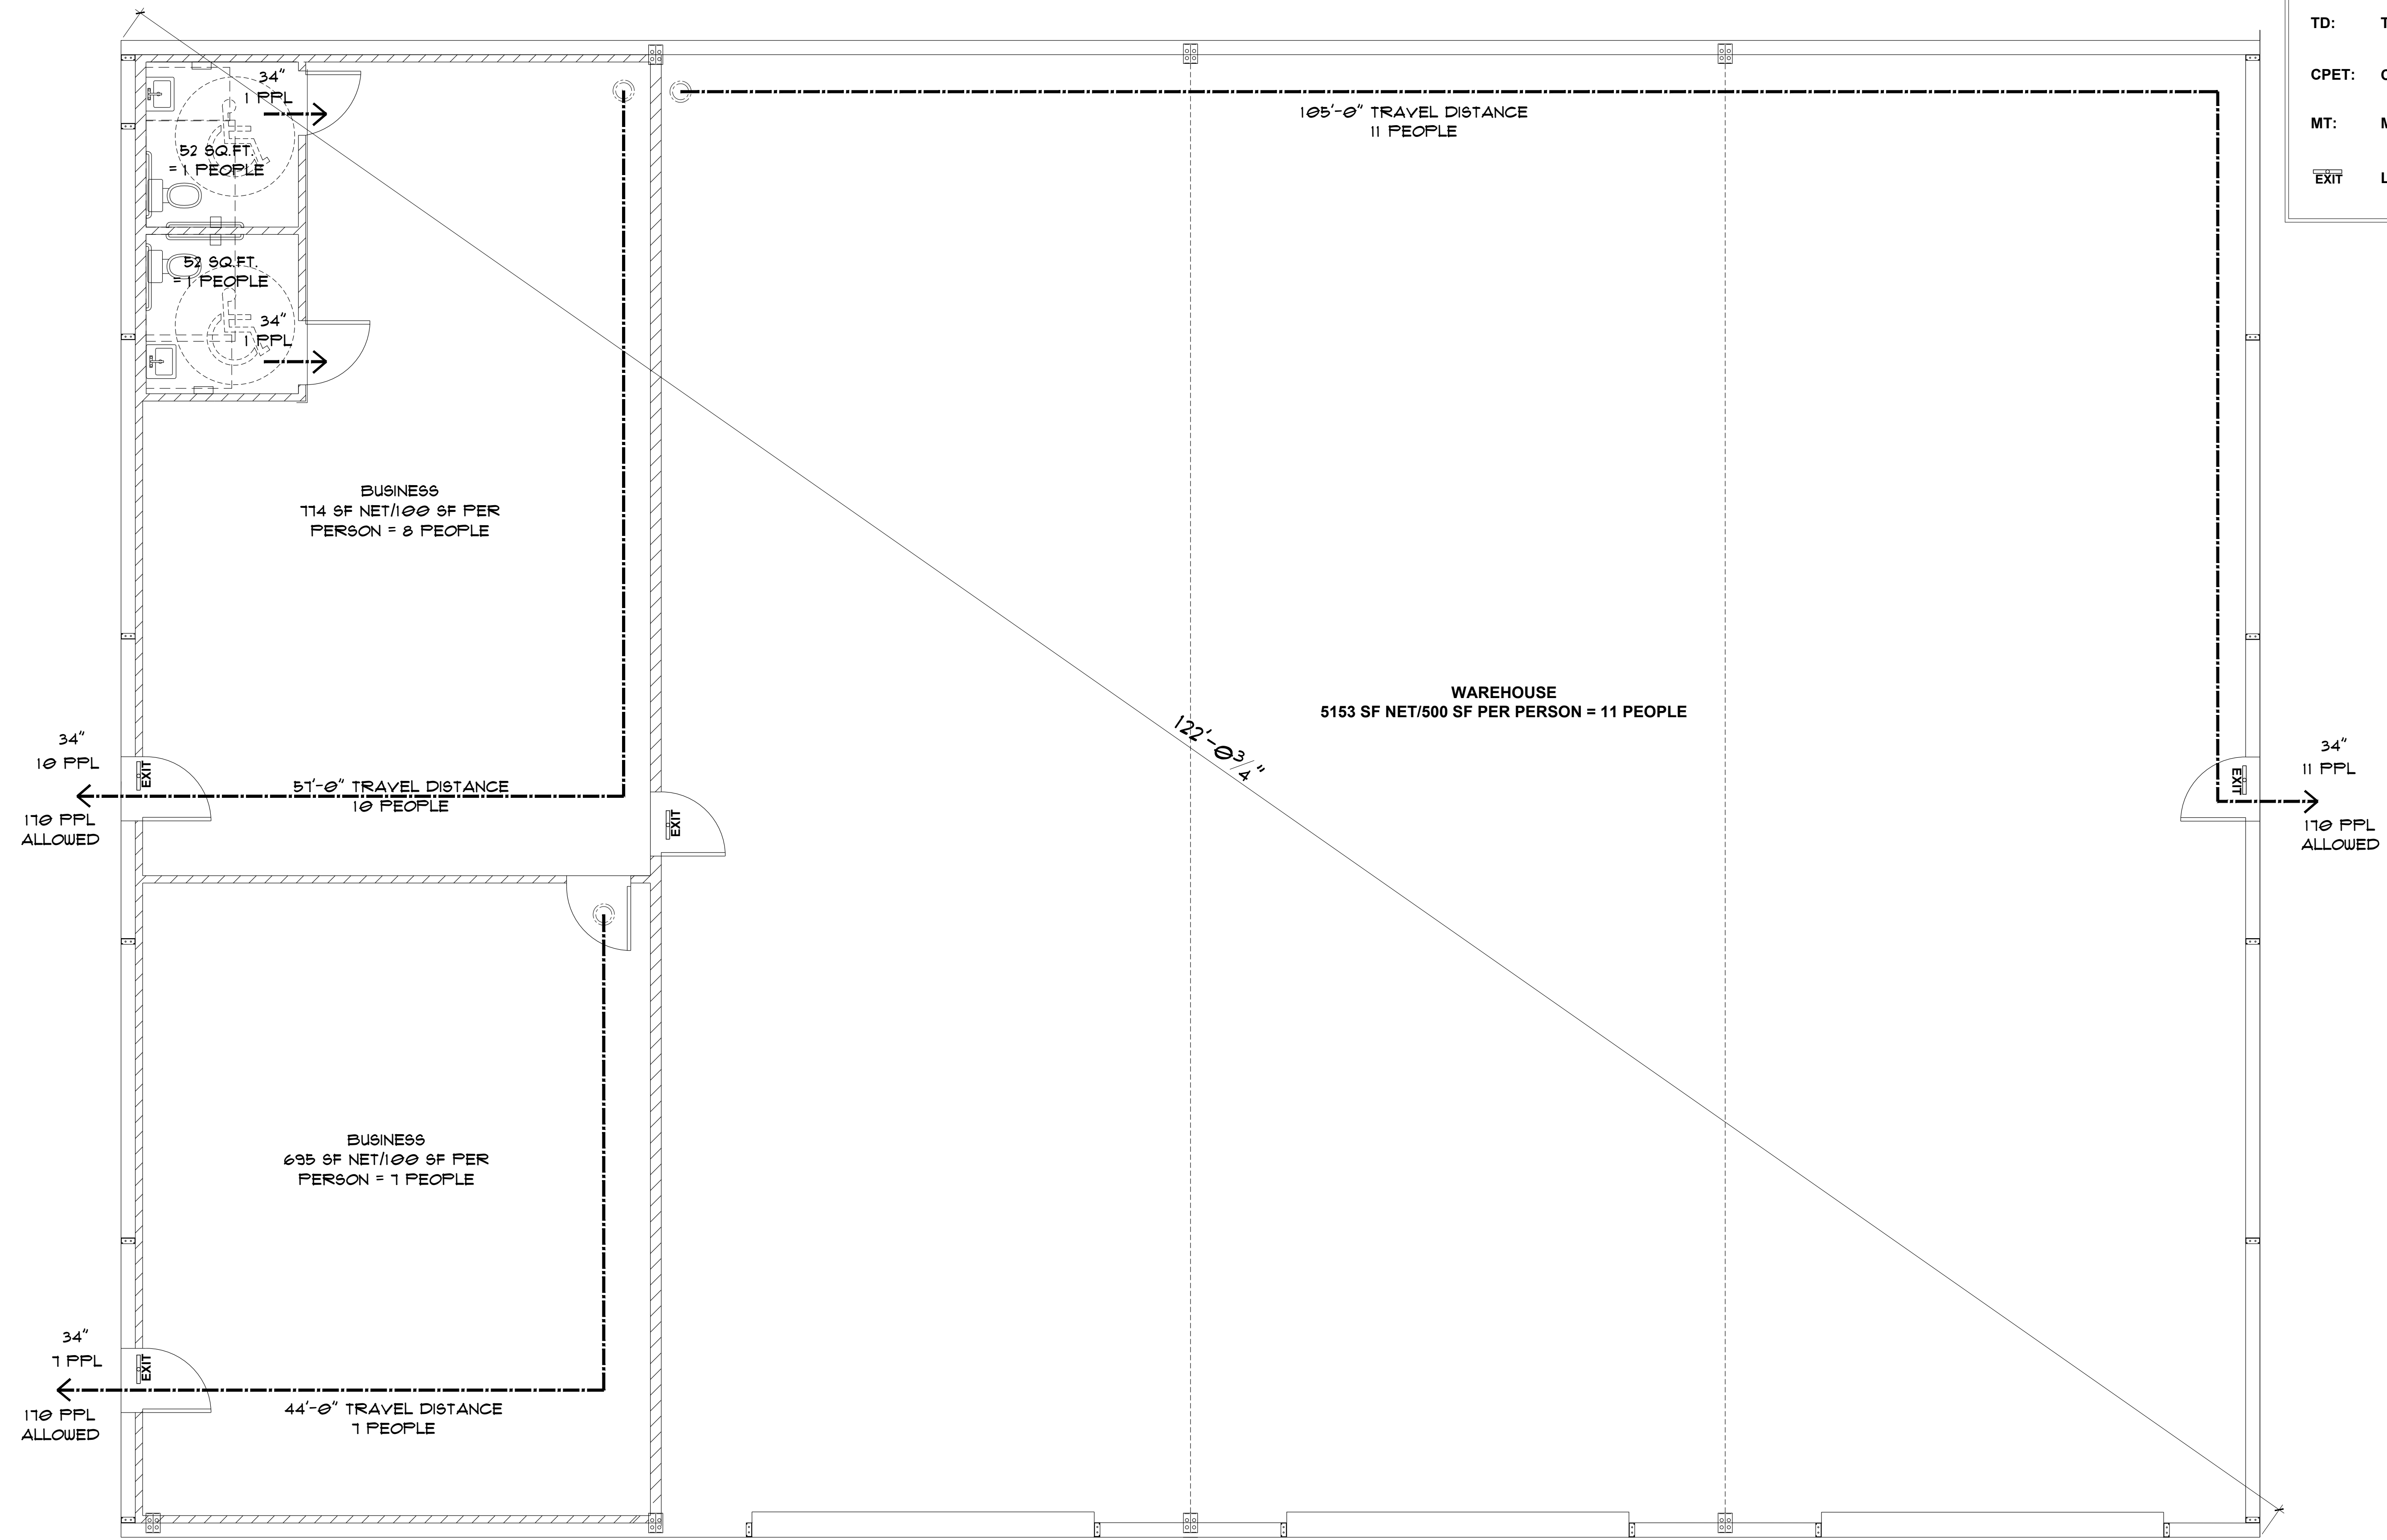 TD:
CPET:
MT:
EXIT
34"
1 PPL
52 SQ.FT.
= 1 PEOPLE
52 SQ.FT.
= 1 PEOPLE
34"
1 PPL
105'-0" TRAVEL DISTANCE
11 PEOPLE
BUSINESS
774 SF NET/100 SF PER
PERSON = 8 PEOPLE
WAREHOUSE
5153 SF NET/500 SF PER PERSON = 11 PEOPLE
122'-0 3/4"
34"
10 PPL
EXIT
170 PPL
ALLOWED
57'-0" TRAVEL DISTANCE
10 PEOPLE
EXIT
EXIT
34"
11 PPL
170 PPL
ALLOWED
BUSINESS
695 SF NET/100 SF PER
PERSON = 7 PEOPLE
34"
7 PPL
EXIT
170 PPL
ALLOWED
44'-0" TRAVEL DISTANCE
7 PEOPLE